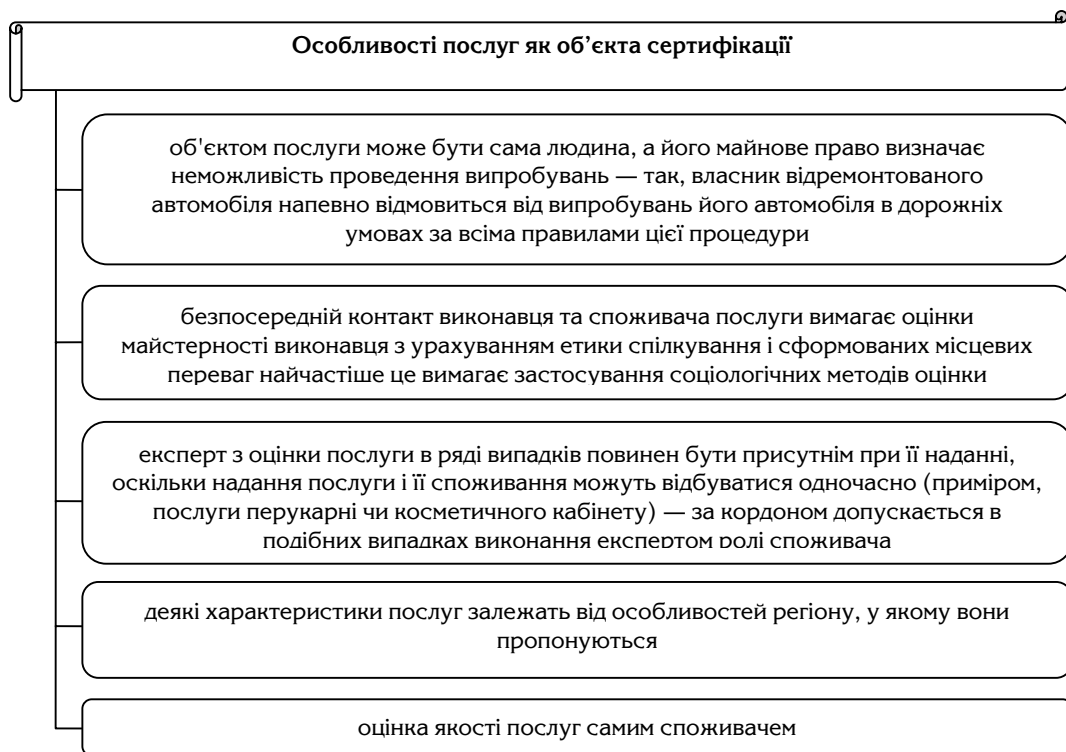 Особливості послуг як об’єкта сертифікації
об'єктом послуги може бути сама людина, а його майнове право визначає
неможливість проведення випробувань — так, власник відремонтованого
автомобіля напевно відмовиться від випробувань його автомобіля в дорожніх
умовах за всіма правилами цієї процедури
безпосередній контакт виконавця та споживача послуги вимагає оцінки
майстерності виконавця з урахуванням етики спілкування і сформованих місцевих
переваг найчастіше це вимагає застосування соціологічних методів оцінки
експерт з оцінки послуги в ряді випадків повинен бути присутнім при її наданні,
оскільки надання послуги і її споживання можуть відбуватися одночасно (приміром,
послуги перукарні чи косметичного кабінету) — за кордоном допускається в
подібних випадках виконання експертом ролі споживача
деякі характеристики послуг залежать від особливостей регіону, у якому вони
пропонуються
оцінка якості послуг самим споживачем